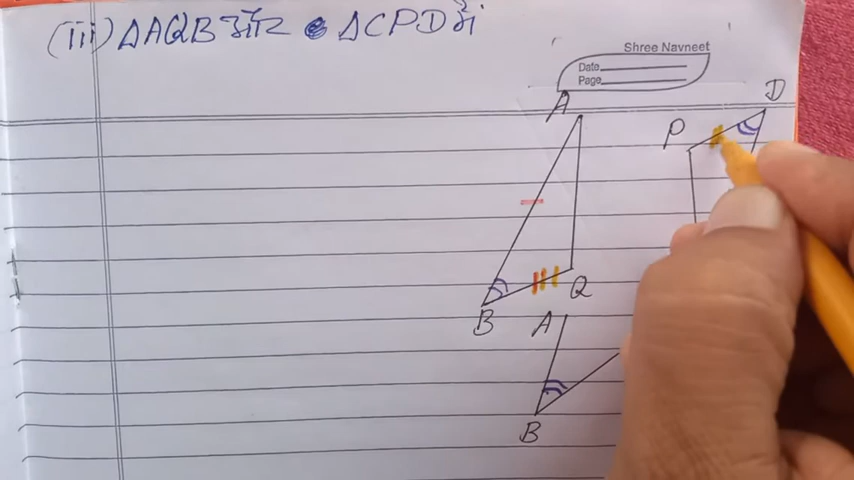 (iii) ΔAQB और ΔCPD में
Shree Navneet
Date
Page
A
D
P
Q
B
A
B